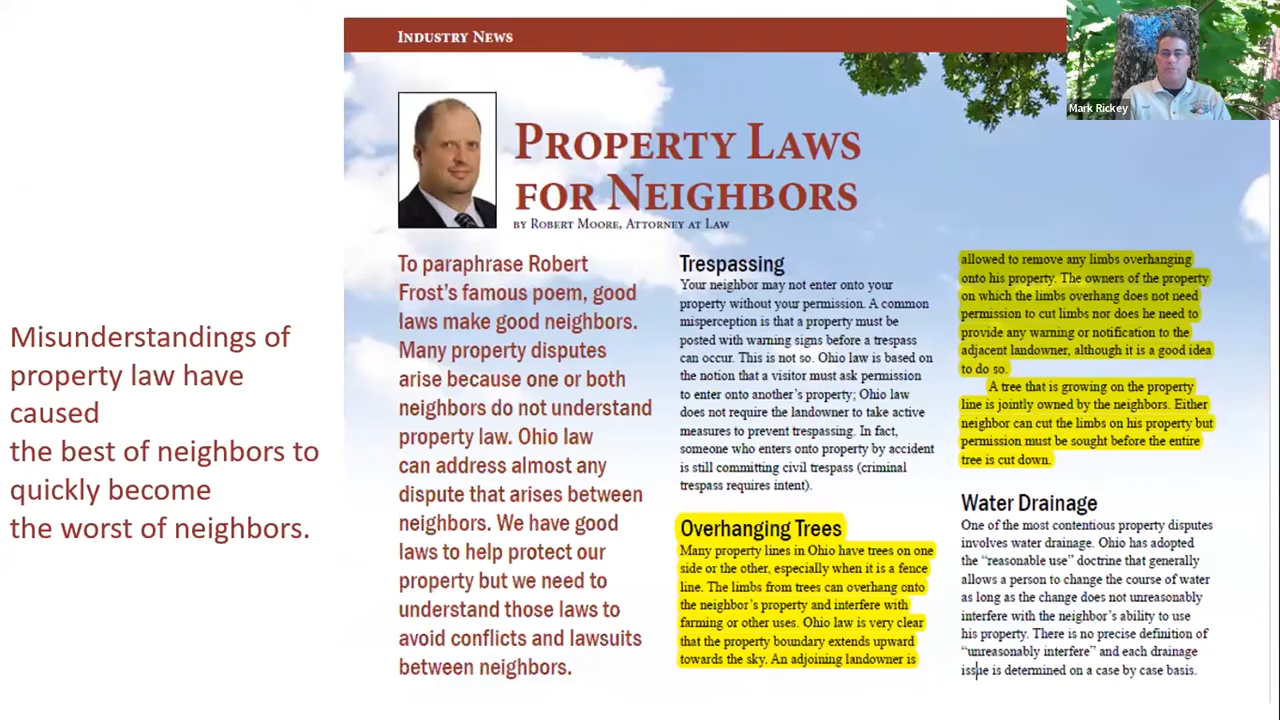 Misunderstandings of
property law have
caused
the best of neighbors to
quickly become
the worst of neighbors.
INDUSTRY NEWS
PROPERTY LAWS
FOR NEIGHBORS
BY ROBERT MOORE, ATTORNEY AT LAW
To paraphrase Robert
Frost's famous poem, good
laws make good neighbors.
Many property disputes
arise because one or both
neighbors do not understand
property law. Ohio law
can address almost any
dispute that arises between
neighbors. We have good
laws to help protect our
property but we need to
understand those laws to
avoid conflicts and lawsuits
between neighbors.
Trespassing
Your neighbor may not enter onto your
property without your permission. A common
misperception is that a property must be
posted with warning signs before a trespass
can occur. This is not so. Ohio law is based on
the notion that a visitor must ask permission
to enter onto another's property; Ohio law
does not require the landowner to take active
measures to prevent trespassing. In fact,
someone who enters onto property by accident
is still committing civil trespass (criminal
trespass requires intent).
Overhanging Trees
Many property lines in Ohio have trees on one
side or the other, especially when it is a fence
line. The limbs from trees can overhang onto
the neighbor's property and interfere with
farming or other uses. Ohio law is very clear
that the property boundary extends upward
towards the sky. An adjoining landowner is
allowed to remove any limbs overhanging
onto his property. The owners of the property
on which the limbs overhang does not need
permission to cut limbs nor does he need to
provide any warning or notification to the
adjacent landowner, although it is a good idea
to do so.
A tree that is growing on the property
line is jointly owned by the neighbors. Either
neighbor can cut the limbs on his property but
permission must be sought before the entire
tree is cut down.
Water Drainage
One of the most contentious property disputes
involves water drainage. Ohio has adopted
the "reasonable use" doctrine that generally
allows a person to change the course of water
as long as the change does not unreasonably
interfere with the neighbor's ability to use
his property. There is no precise definition of
"unreasonably interfere" and each drainage
issue is determined on a case by case basis.
Mark Rickey